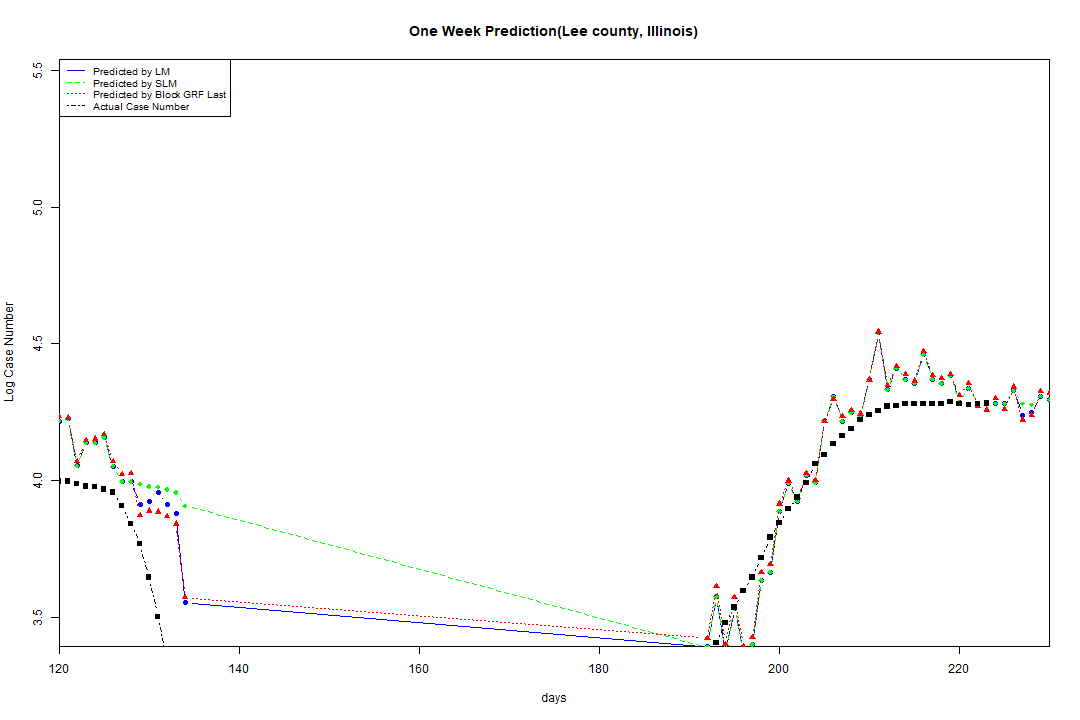 One Week Prediction(Lee county, Illinois)
Predicted by LM
Predicted by SLM
Predicted by Block GRF Last
Actual Case Number
Log Case Number
5.5
5.0
4.5
4.0
3.5
120 140 160 180 200 220
days